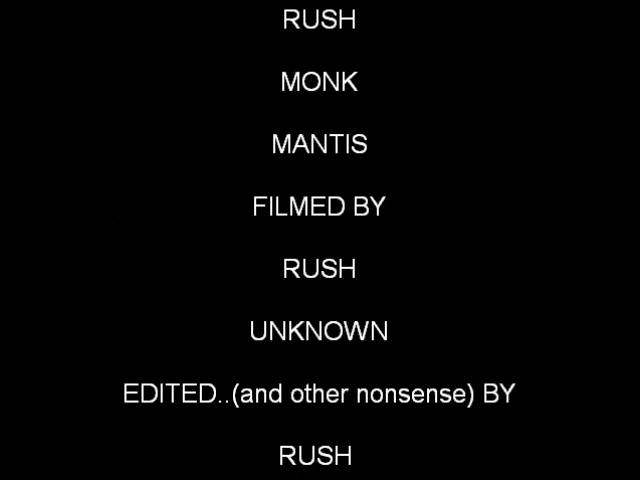 RUSH
MONK
MANTIS
FILMED BY
RUSH
UNKNOWN
EDITED..(and other nonsense) BY
RUSH